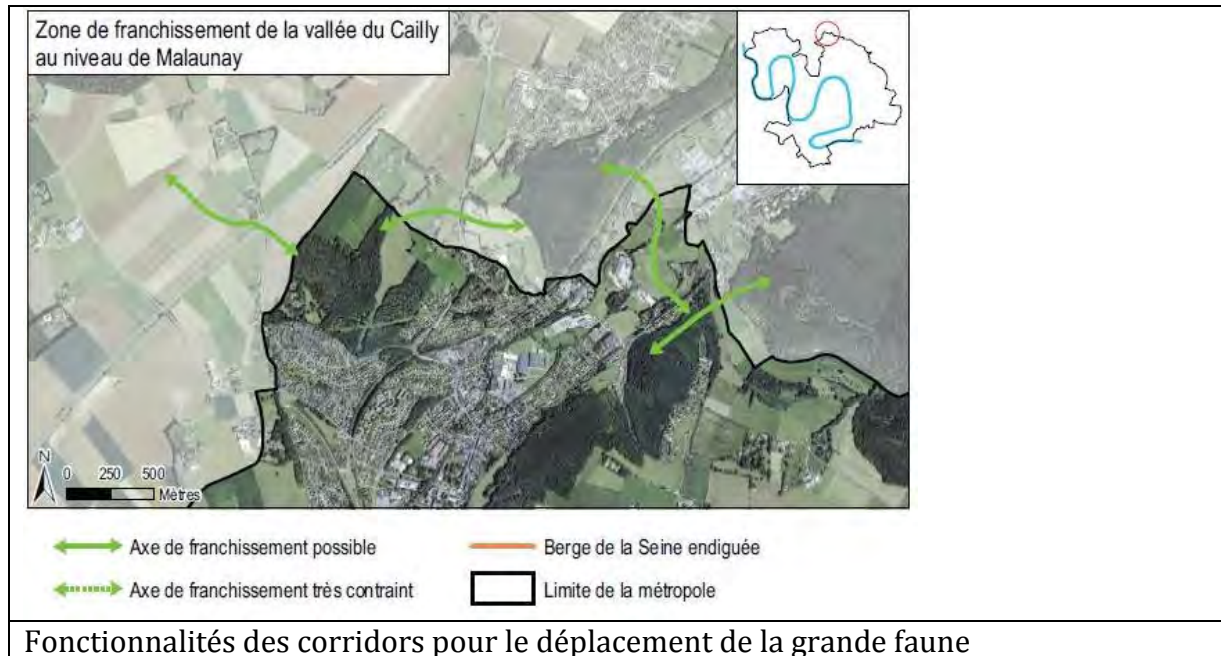 Zone de franchissement de la vallée du Cailly
au niveau de Malaunay
N
0 250 500
Mètres
Axe de franchissement possible
Berge de la Seine endiguée
Axe de franchissement très contraint
Limite de la métropole
Fonctionnalités des corridors pour le déplacement de la grande faune